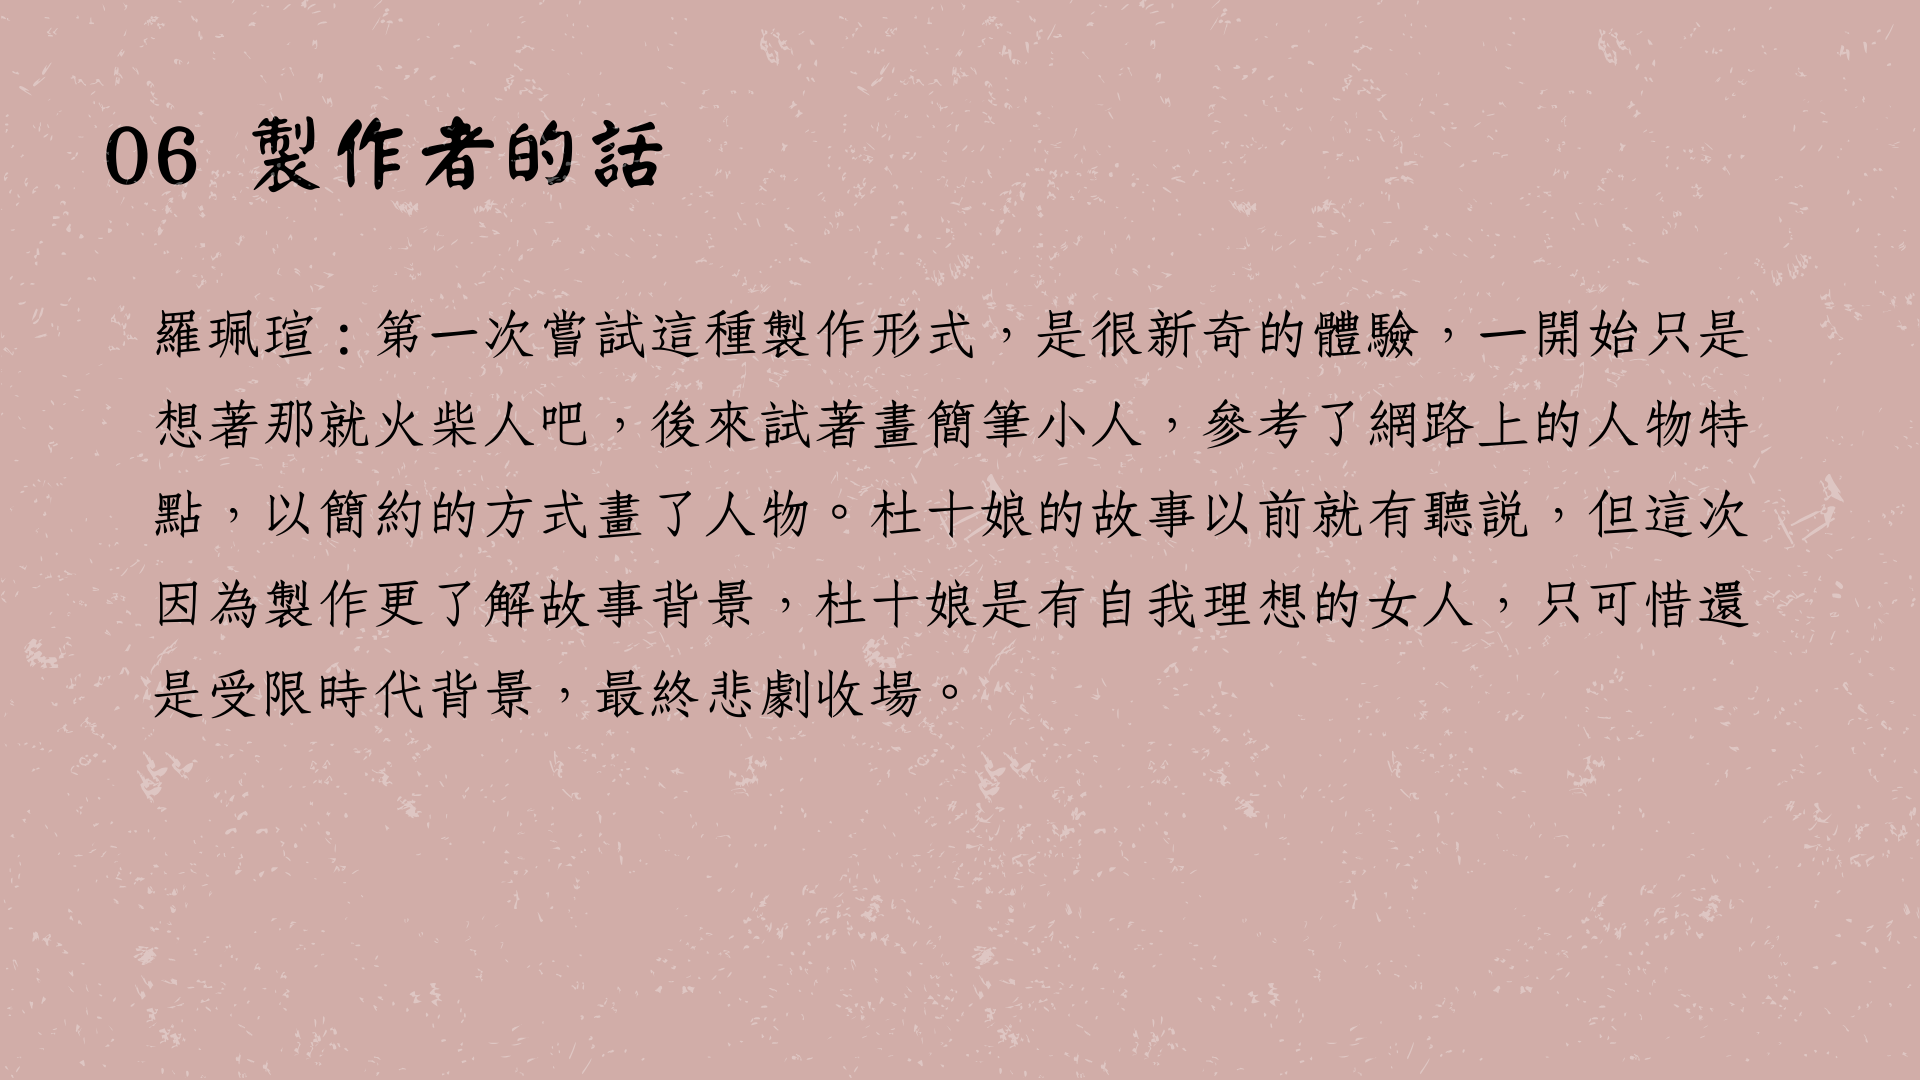 06 製作者的話
羅珮瑄：第一次嘗試這種製作形式，是很新奇的體驗，一開始只是
想著那就火柴人吧，後來試著畫簡筆小人，參考了網路上的人物特
點，以簡約的方式畫了人物。杜十娘的故事以前就有聽説，但這次
因為製作更了解故事背景，杜十娘是有自我理想的女人，只可惜還
是受限時代背景，最終悲劇收場。